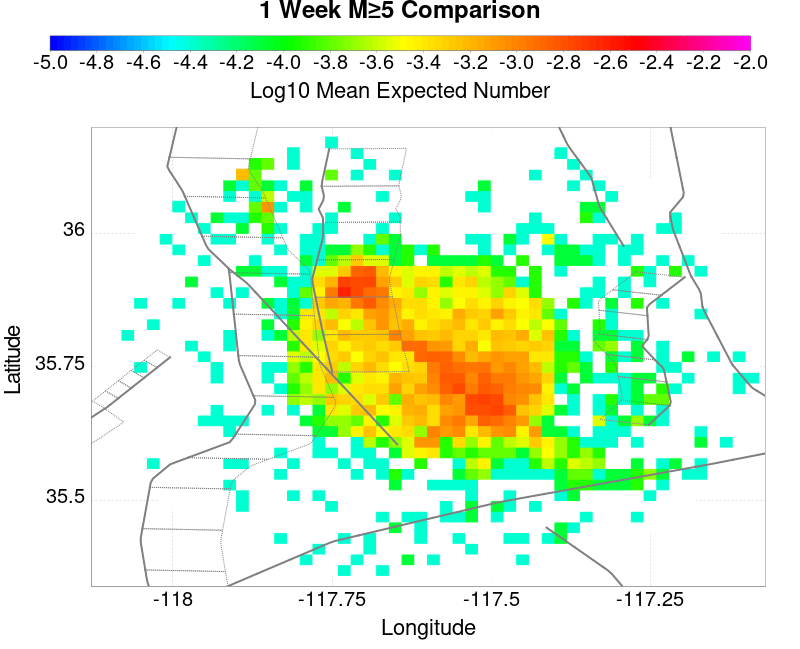 1 Week M≥5 Comparison
-5.0 -4.8 -4.6 -4.4 -4.2 -4.0 -3.8 -3.6 -3.4 -3.2 -3.0 -2.8 -2.6 -2.4 -2.2 -2.0
Log10 Mean Expected Number
36
35.75
35.5
Latitude
-118 -117.75 -117.5 -117.25
Longitude